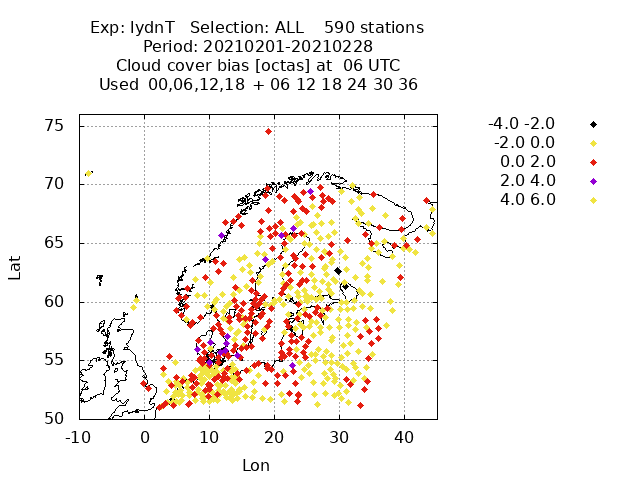 Exp: IydnT Selection: ALL 590 stations
Period: 20210201-20210228
Cloud cover bias [octas] at 06 UTC
Used 00,06,12,18 + 06 12 18 24 30 36
-4.0 -2.0
-2.0 0.0
0.0 2.0
2.0 4.0
4.0 6.0
75
70
65
60
55
50
Lat
-10 0 10 20 30 40
Lon